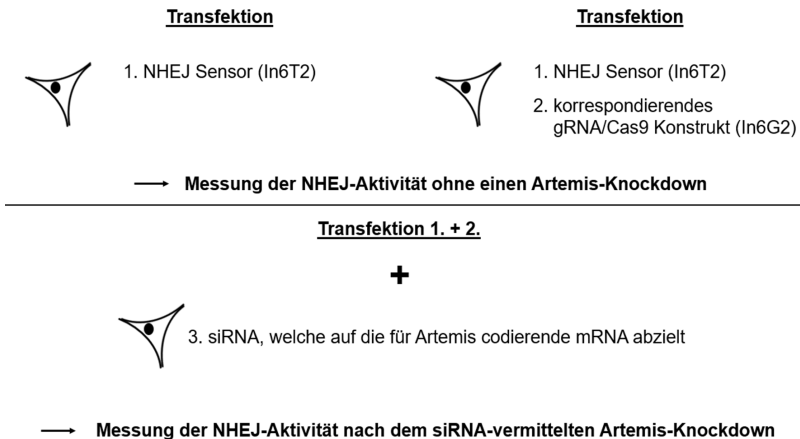 Transfektion
1. NHEJ Sensor (In6T2)
Transfektion
1. NHEJ Sensor (In6T2)
2. korrespondierendes
gRNA/Cas9 Konstrukt (In6G2)
Messung der NHEJ-Aktivität ohne einen Artemis-Knockdown
Transfektion 1. + 2.
+
3. siRNA, welche auf die für Artemis codierende mRNA abzielt
Messung der NHEJ-Aktivität nach dem siRNA-vermittelten Artemis-Knockdown